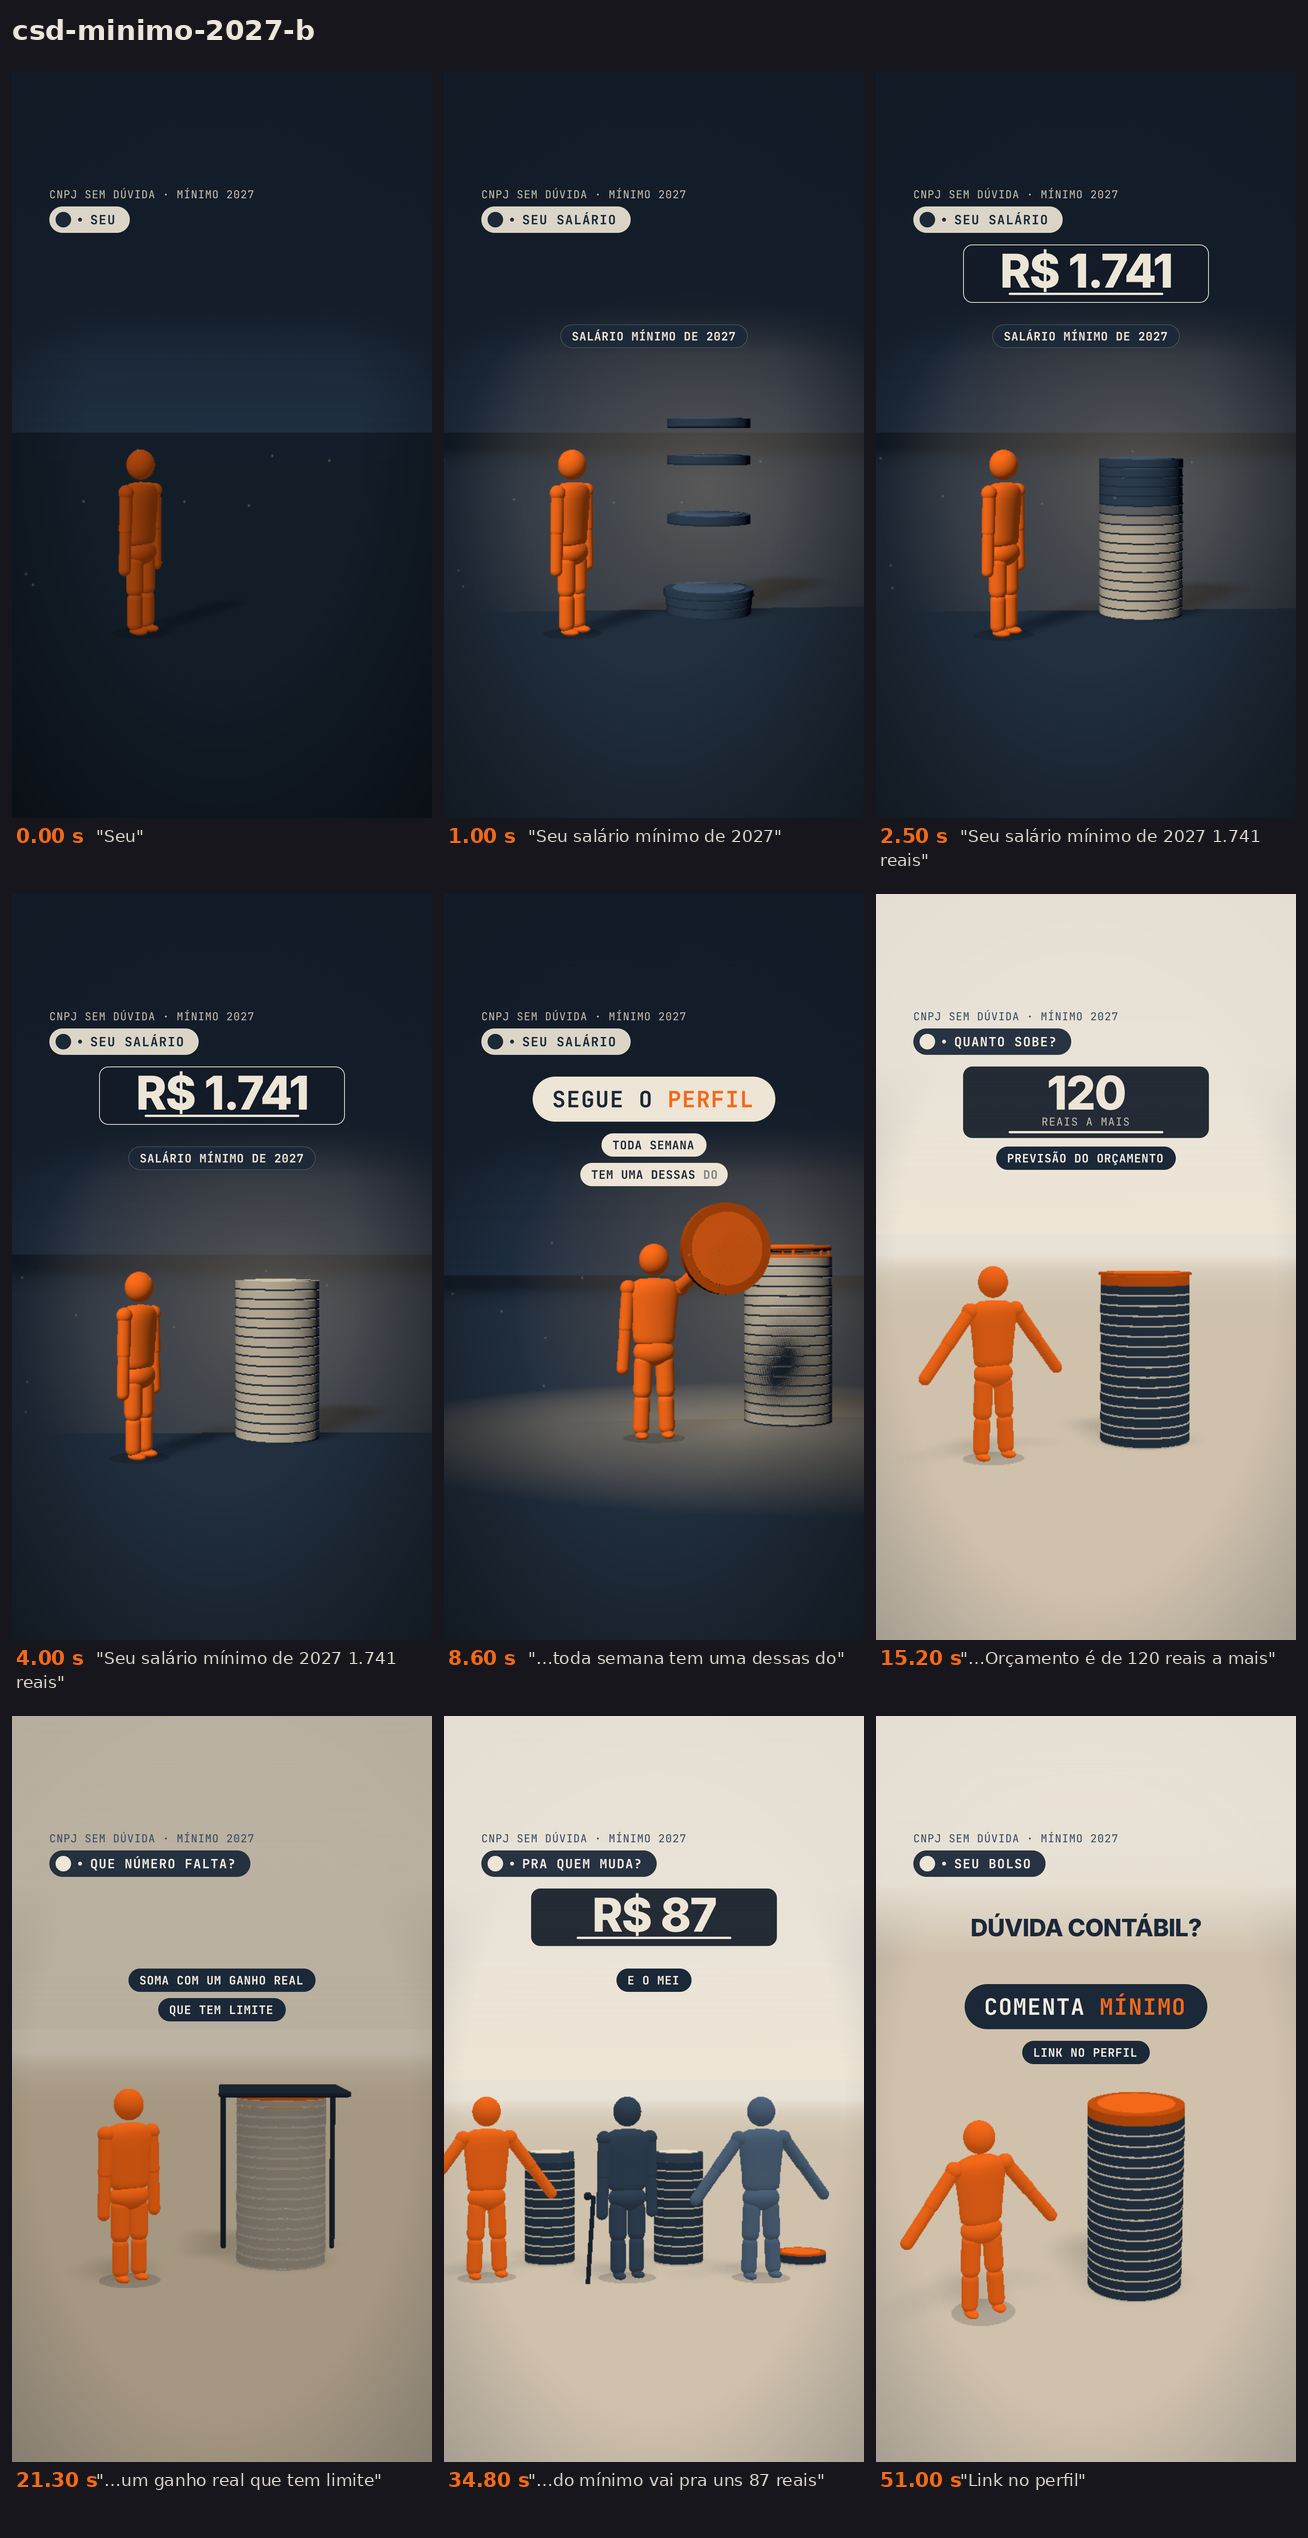 csd-minimo-2027-b
CNPJ SEM DÚVIDA · MÍNIMO 2027
• SEU
0.00 s "Seu"
CNPJ SEM DÚVIDA · MÍNIMO 2027
• SEU SALÁRIO
SALÁRIO MÍNIMO DE 2027
1.00 s "Seu salário mínimo de 2027"
CNPJ SEM DÚVIDA · MÍNIMO 2027
• SEU SALÁRIO
R$ 1.741
SALÁRIO MÍNIMO DE 2027
2.50 s "Seu salário mínimo de 2027 1.741
reais"
CNPJ SEM DÚVIDA · MÍNIMO 2027
• SEU SALÁRIO
R$ 1.741
SALÁRIO MÍNIMO DE 2027
4.00 s "Seu salário mínimo de 2027 1.741
reais"
CNPJ SEM DÚVIDA · MÍNIMO 2027
• SEU SALÁRIO
SEGUE O PERFIL
TODA SEMANA
TEM UMA DESSAS DO
8.60 s "...toda semana tem uma dessas do"
CNPJ SEM DÚVIDA · MÍNIMO 2027
• QUANTO SOBE?
120
REAIS A MAIS
PREVISÃO DO ORÇAMENTO
15.20 s "...Orçamento é de 120 reais a mais"
CNPJ SEM DÚVIDA · MÍNIMO 2027
• QUE NÚMERO FALTA?
SOMA COM UM GANHO REAL
QUE TEM LIMITE
21.30 s "...um ganho real que tem limite"
CNPJ SEM DÚVIDA · MÍNIMO 2027
• PRA QUEM MUDA?
R$ 87
E O MEI
34.80 s "...do mínimo vai pra uns 87 reais"
CNPJ SEM DÚVIDA · MÍNIMO 2027
• SEU BOLSO
DÚVIDA CONTÁBIL?
COMENTA MÍNIMO
LINK NO PERFIL
51.00 s "Link no perfil"